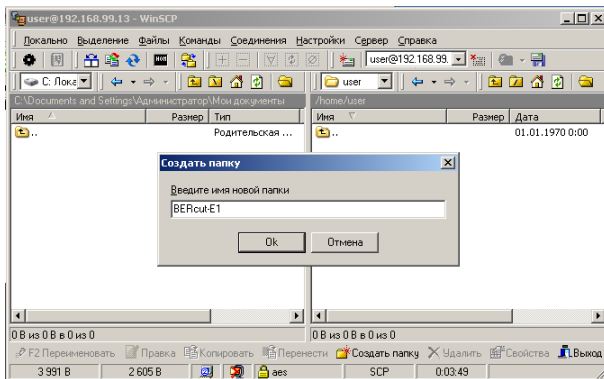 user@192.168.99.13 - WinSCP
Локально Выделение Файлы Команды Соединения Настройки Сервер Справка
user@192.168.99.
C: Лока
user
C:\Documents and Settings\Администратор\Мои документы
/home/user
Имя Размер Тип
Имя Размер Дата
.. Родительская ...
.. 01.01.1970 0:00
Создать папку
Введите имя новой папки
BERcut-E1
Ok Отмена
0 В из 0 В в 0 из 0
0 В из 0 В в 0 из 0
F2 Переименовать Правка Копировать Перенести Создать папку Удалить Свойства Выход
3 991 В 2 605 В aes SCP 0:03:49